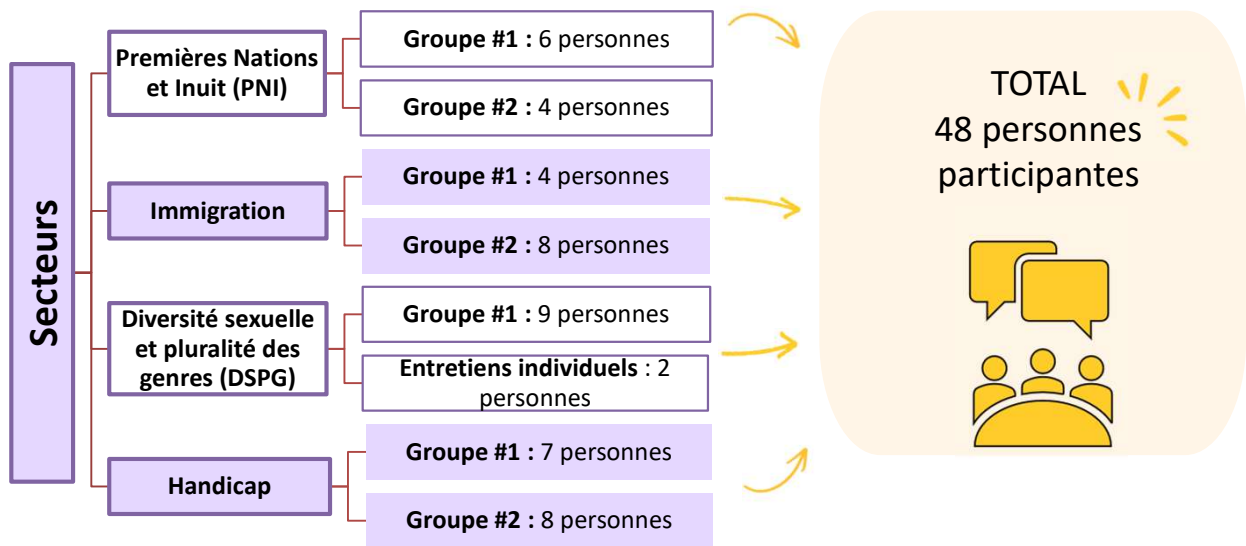 Secteurs
Premières Nations
et Inuit (PNI)
Groupe #1 : 6 personnes
Groupe #2 : 4 personnes
Immigration
Groupe #1 : 4 personnes
Groupe #2 : 8 personnes
Diversité sexuelle
et pluralité des
genres (DSPG)
Groupe #1 : 9 personnes
Entretiens individuels : 2
personnes
Handicap
Groupe #1 : 7 personnes
Groupe #2 : 8 personnes
TOTAL
48 personnes
participantes